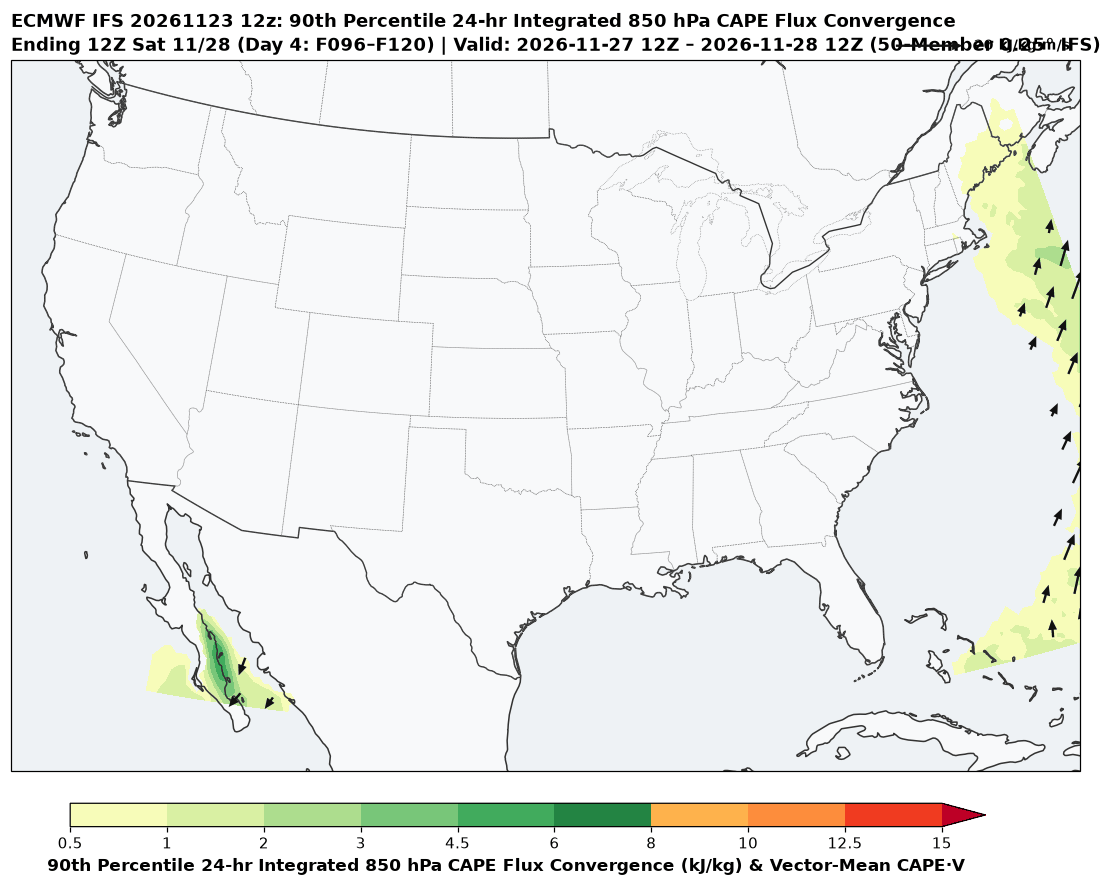 ECMWF IFS 20261123 12z: 90th Percentile 24-hr Integrated 850 hPa CAPE Flux Convergence
Ending 12Z Sat 11/28 (Day 4: F096–F120) | Valid: 2026-11-27 12Z – 2026-11-28 12Z (50-Member 0.25° IFS)
0.5 1 2 3 4.5 6 8 10 12.5 15
90th Percentile 24-hr Integrated 850 hPa CAPE Flux Convergence (kJ/kg) & Vector-Mean CAPE·V